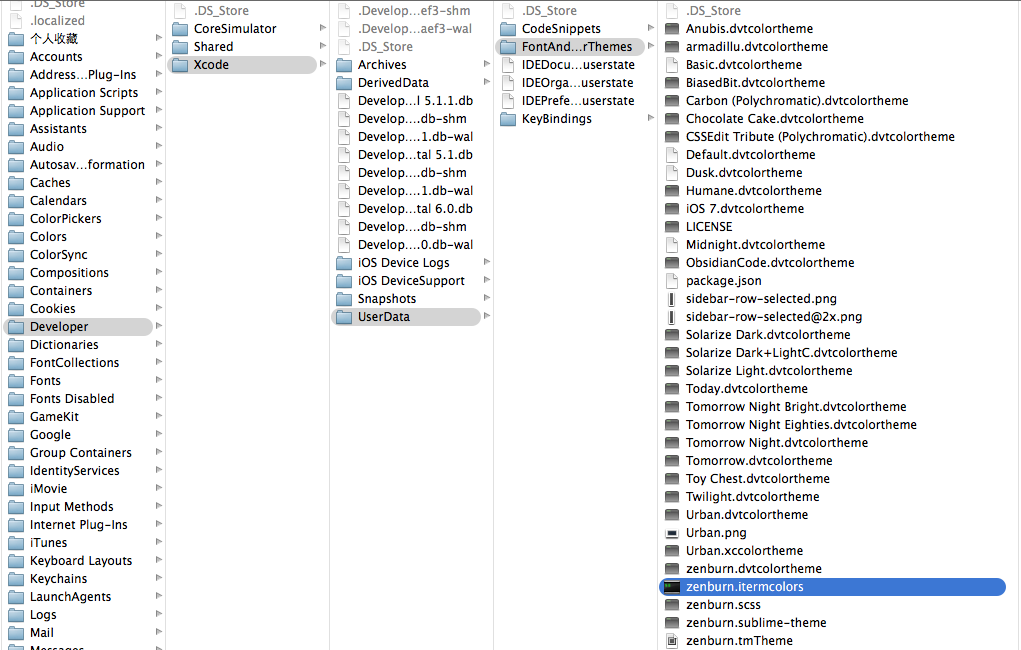 .DS_Store
.localized
个人收藏
Accounts
Address...Plug-Ins
Application Scripts
Application Support
Assistants
Audio
Autosav...formation
Caches
Calendars
ColorPickers
Colors
ColorSync
Compositions
Containers
Cookies
Developer
Dictionaries
FontCollections
Fonts
Fonts Disabled
GameKit
Google
Group Containers
IdentityServices
iMovie
Input Methods
Internet Plug-Ins
iTunes
Keyboard Layouts
Keychains
LaunchAgents
Logs
Mail
Messages
.DS_Store
CoreSimulator
Shared
Xcode
.Develop...ef3-shm
.Develop...aef3-wal
.DS_Store
Archives
DerivedData
Develop...l 5.1.1.db
Develop....db-shm
Develop....1.db-wal
Develop...tal 5.1.db
Develop....db-shm
Develop....1.db-wal
Develop...tal 6.0.db
Develop....db-shm
Develop....0.db-wal
iOS Device Logs
iOS DeviceSupport
Snapshots
UserData
.DS_Store
CodeSnippets
FontAnd...rThemes
IDEDocu...userstate
IDEOrga...userstate
IDEPrefe...userstate
KeyBindings
.DS_Store
Anubis.dvtcolortheme
armadillu.dvtcolortheme
Basic.dvtcolortheme
BiasedBit.dvtcolortheme
Carbon (Polychromatic).dvtcolortheme
Chocolate Cake.dvtcolortheme
CSSEdit Tribute (Polychromatic).dvtcolortheme
Default.dvtcolortheme
Dusk.dvtcolortheme
Humane.dvtcolortheme
iOS 7.dvtcolortheme
LICENSE
Midnight.dvtcolortheme
ObsidianCode.dvtcolortheme
package.json
sidebar-row-selected.png
sidebar-row-selected@2x.png
Solarize Dark.dvtcolortheme
Solarize Dark+LightC.dvtcolortheme
Solarize Light.dvtcolortheme
Today.dvtcolortheme
Tomorrow Night Bright.dvtcolortheme
Tomorrow Night Eighties.dvtcolortheme
Tomorrow Night.dvtcolortheme
Tomorrow.dvtcolortheme
Toy Chest.dvtcolortheme
Twilight.dvtcolortheme
Urban.dvtcolortheme
Urban.png
Urban.xccolortheme
zenburn.dvtcolortheme
zenburn.itermcolors
zenburn.scss
zenburn.sublime-theme
zenburn.tmTheme